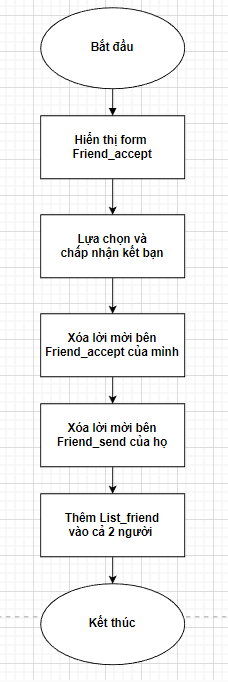 Bắt đầu
Hiển thị form
Friend_accept
Lựa chọn và
chấp nhận kết bạn
Xóa lời mời bên
Friend_accept của mình
Xóa lời mời bên
Friend_send của họ
Thêm List_friend
vào cả 2 người
Kết thúc